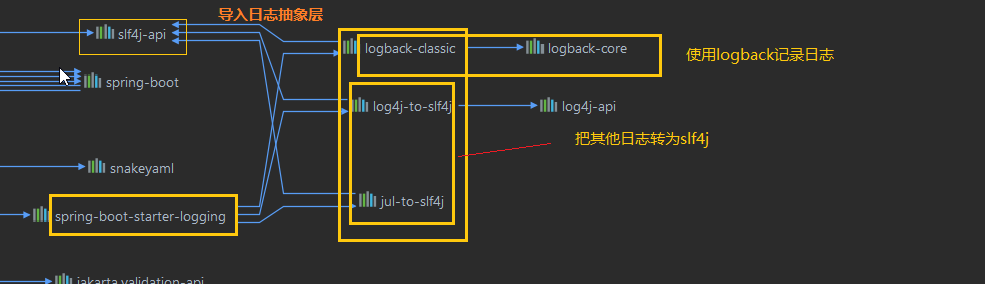 导入日志抽象层
slf4j-api
logback-classic
logback-core
使用logback记录日志
spring-boot
log4j-to-slf4j
log4j-api
把其他日志转为slf4j
snakeyaml
jul-to-slf4j
spring-boot-starter-logging
jakarta.validation-api